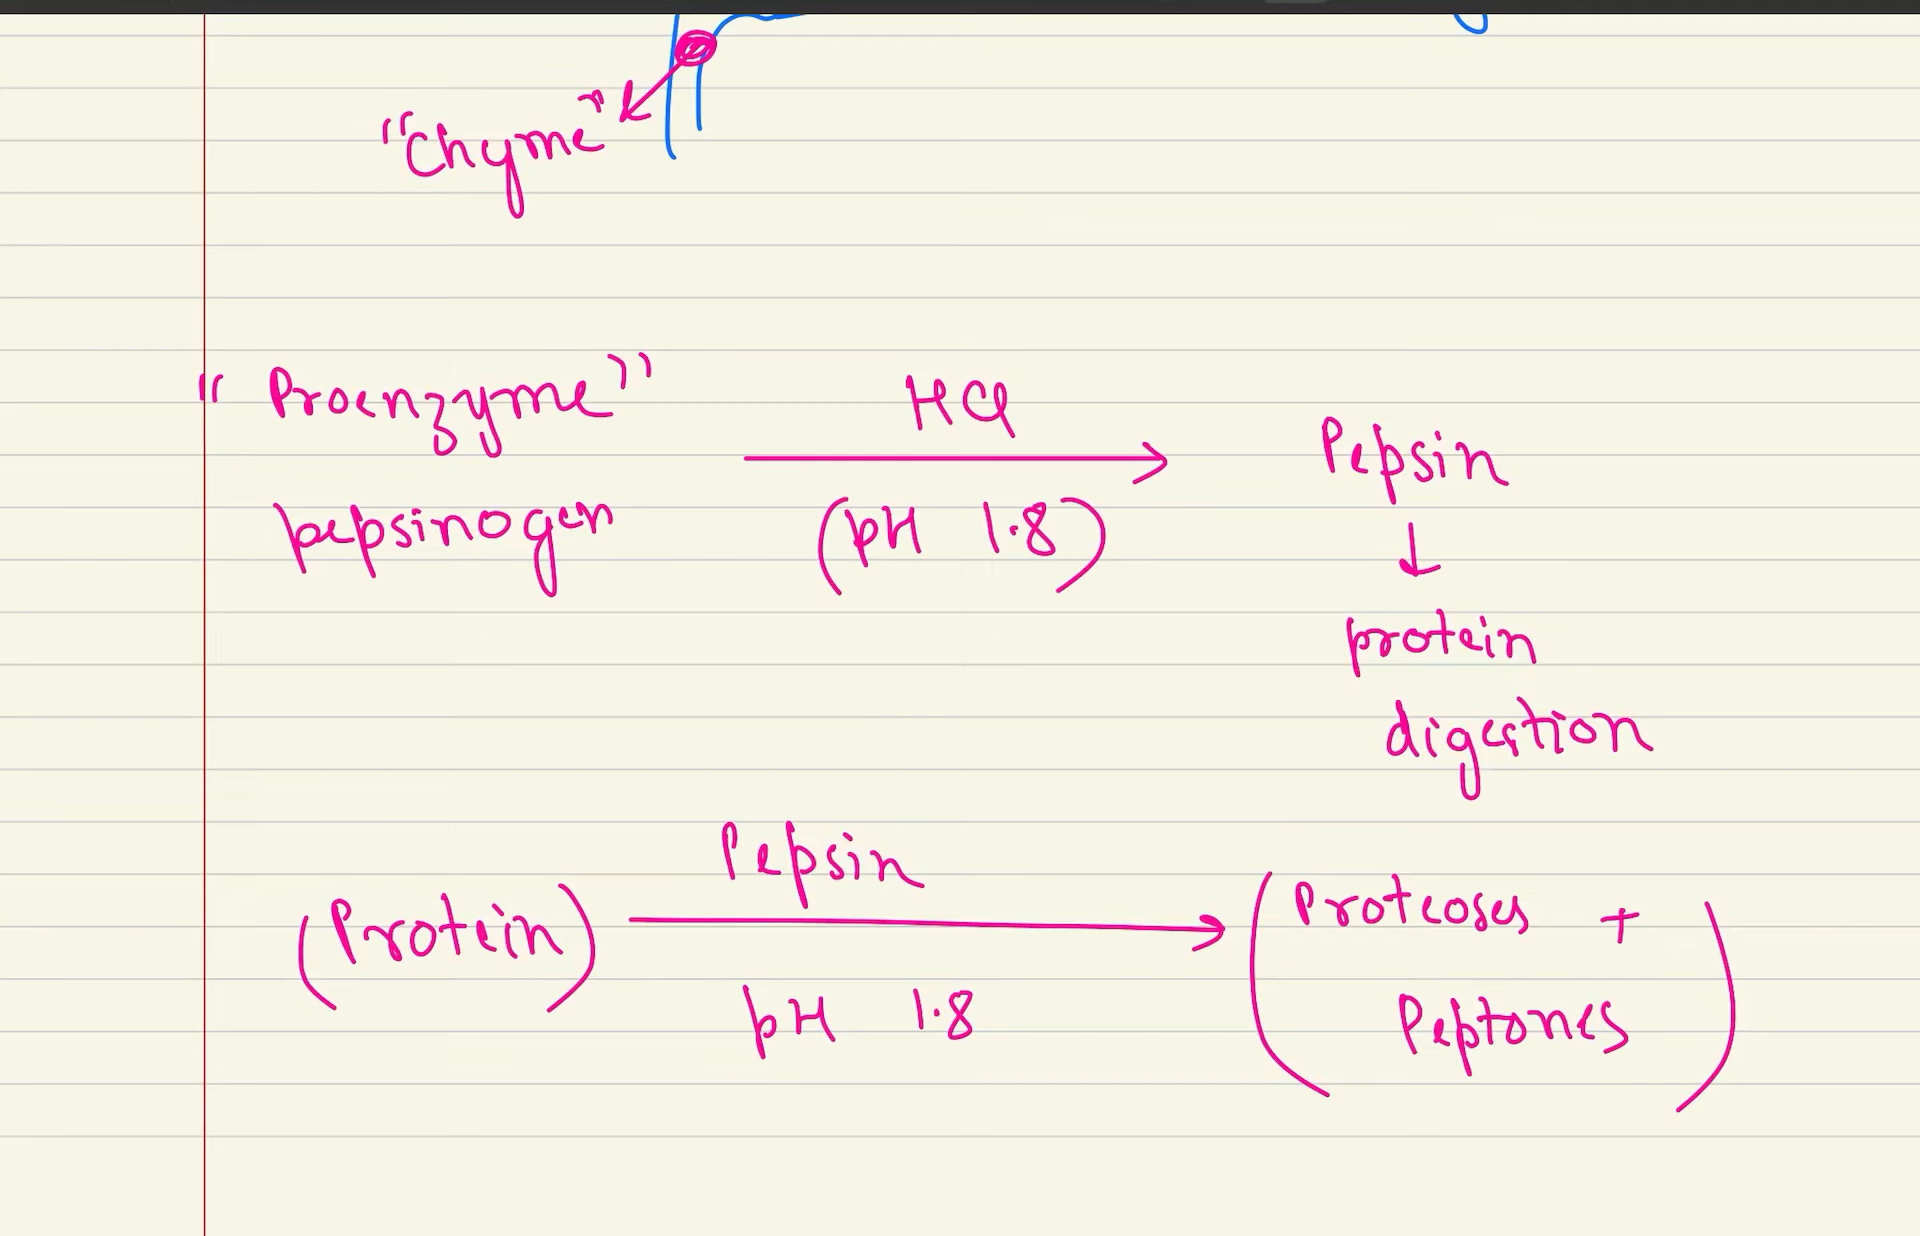 "Chyme"
"Proenzyme"
pepsinogen
HCl
(pH 1.8)
Pepsin
↓
protein
digestion
(Protein)
Pepsin
pH 1.8
(Proteoses +
Peptones)